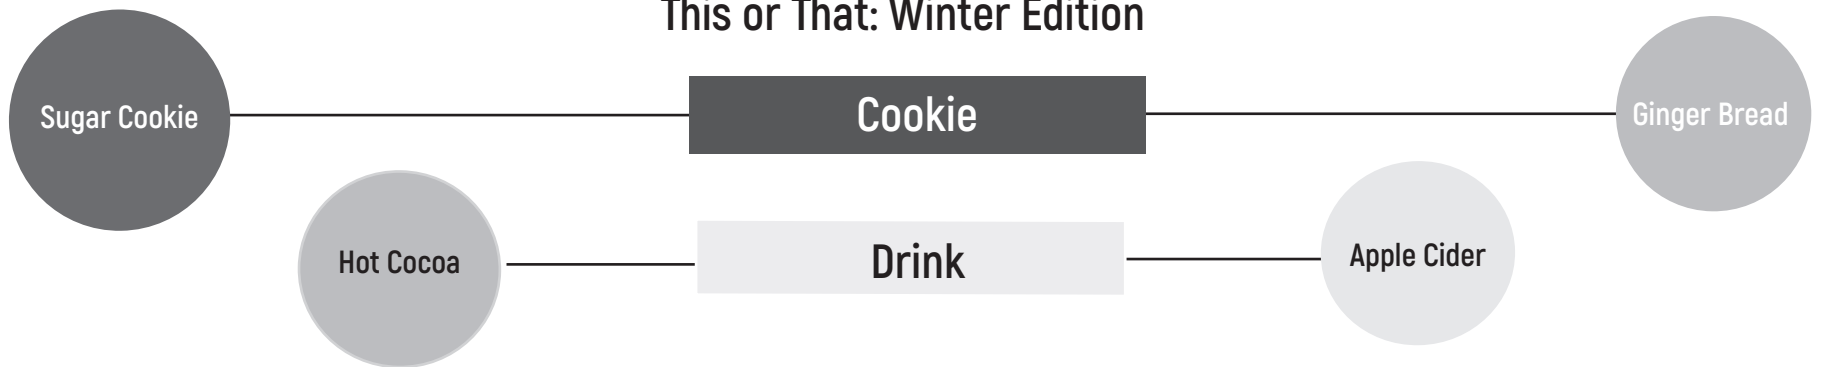 This or That: Winter Edition
Sugar Cookie
Cookie
Ginger Bread
Hot Cocoa
Drink
Apple Cider